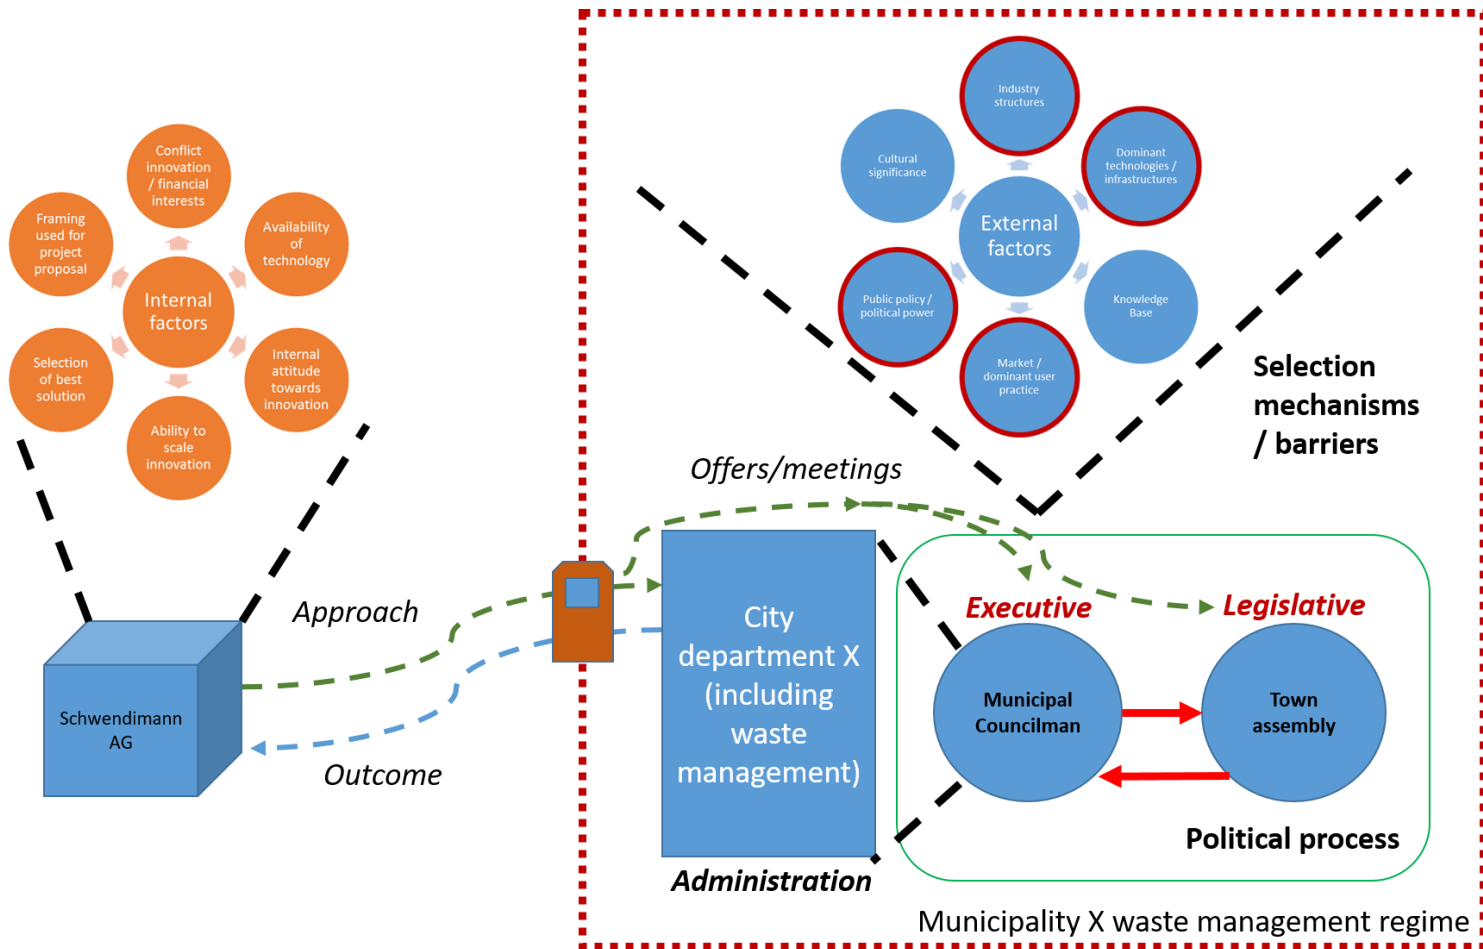 Conflict
innovation
/ financial
interests
Framing
used for
project
proposal
Availability
of
technology
Internal
factors
Selection
of best
solution
Internal
attitude
towards
innovation
Ability to
scale
innovation
Industry
structures
Cultural
significance
Dominant
technologies /
infrastructures
External
factors
Public policy /
political power
Knowledge
Base
Market /
dominant user
practice
Selection
mechanisms
/ barriers
Offers/meetings
Approach
Outcome
Schwendimann
AG
City
department X
(including
waste
management)
Administration
Executive
Legislative
Municipal
Councilman
Town
assembly
Political process
Municipality X waste management regime